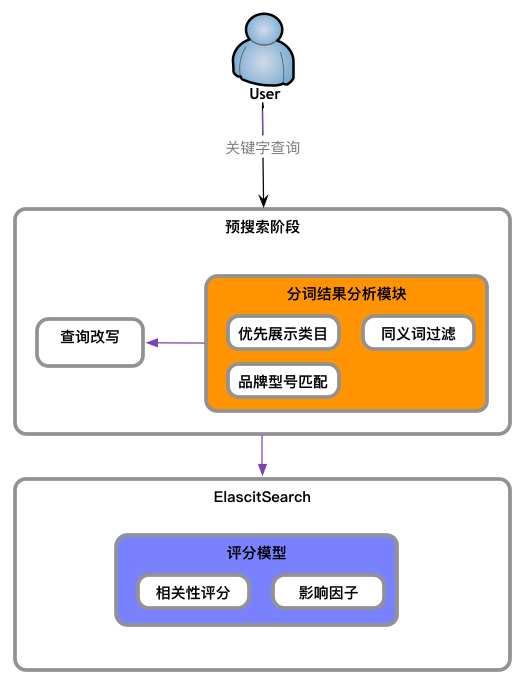 User
关键字查询
预搜索阶段
分词结果分析模块
优先展示类目
同义词过滤
查询改写
品牌型号匹配
ElascitSearch
评分模型
相关性评分
影响因子